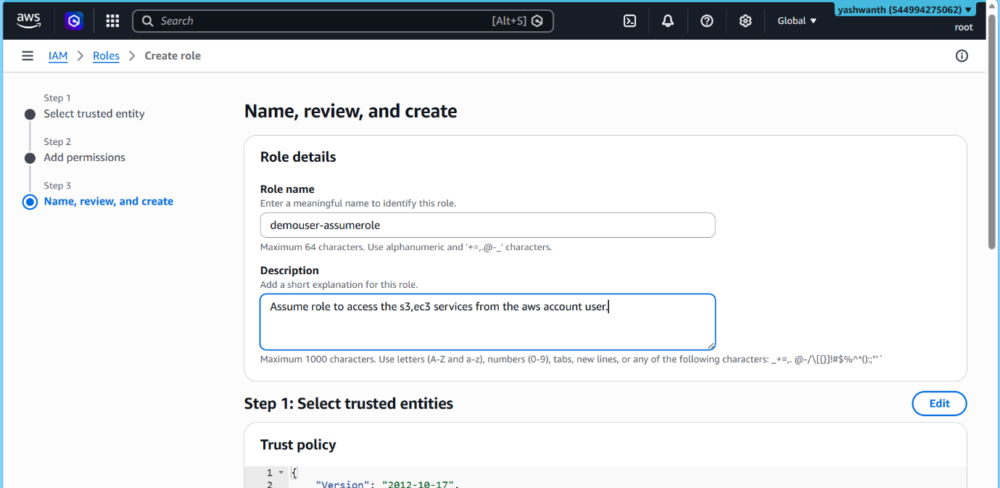 aws
Search
[Alt+S]
Global
yashwanth (544994275062)
root
IAM
Roles
Create role
Step 1
Select trusted entity
Step 2
Add permissions
Step 3
Name, review, and create
Name, review, and create
Role details
Role name
Enter a meaningful name to identify this role.
demouser-assumerole
Maximum 64 characters. Use alphanumeric and '+=,.@-_' characters.
Description
Add a short explanation for this role.
Assume role to access the s3,ec3 services from the aws account user.
Maximum 1000 characters. Use letters (A-Z and a-z), numbers (0-9), tabs, new lines, or any of the following characters: _+=,. @-/\[{}]!#$%^*();:"'`
Step 1: Select trusted entities
Edit
Trust policy
1 {
2 "Version": "2012-10-17",